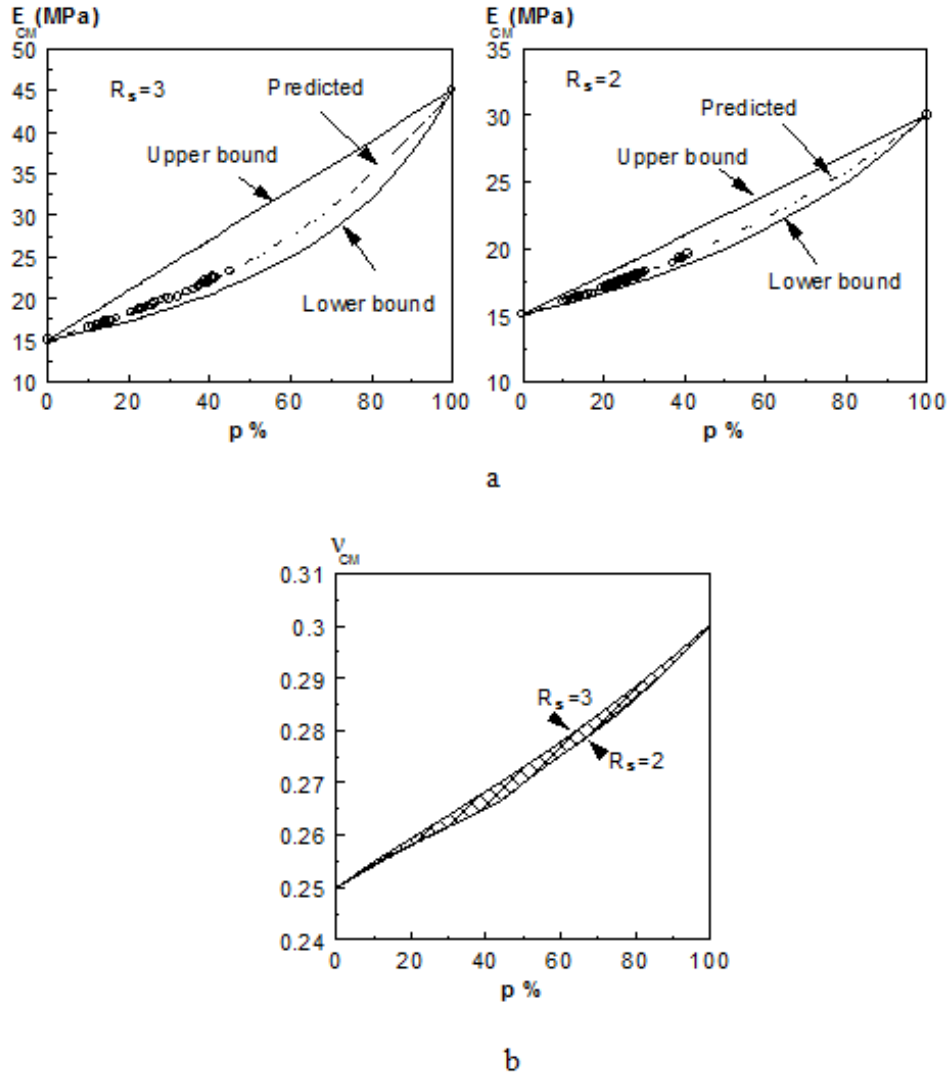 E_CM (MPa)
50
45
40
35
30
25
20
15
10
R_s=3
Predicted
Upper bound
Lower bound
0 20 40 60 80 100
p %
E_CM (MPa)
35
30
25
20
15
10
R_s=2
Predicted
Upper bound
Lower bound
0 20 40 60 80 100
p %
a
ν_CM
0.31
0.3
0.29
0.28
0.27
0.26
0.25
0.24
R_s=3
R_s=2
0 20 40 60 80 100
p %
b